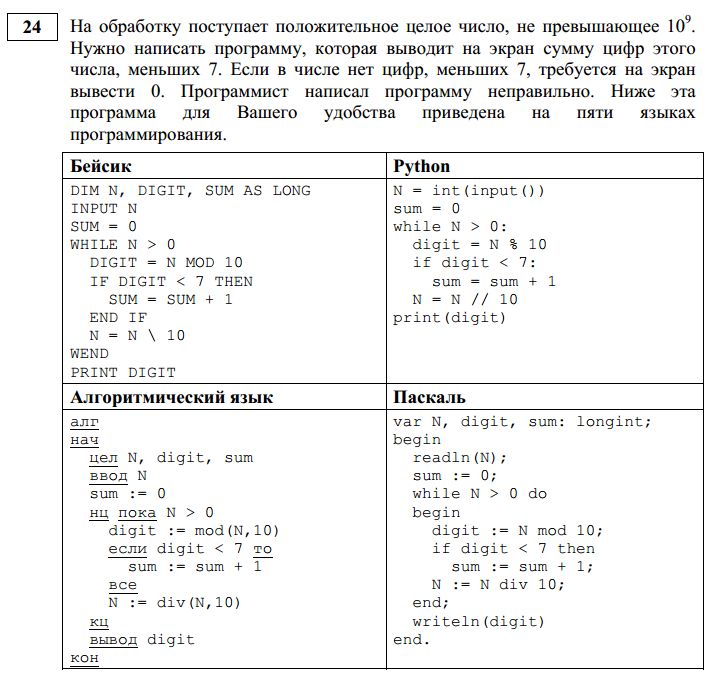 24
На обработку поступает положительное целое число, не превышающее 10⁹.
Нужно написать программу, которая выводит на экран сумму цифр этого
числа, меньших 7. Если в числе нет цифр, меньших 7, требуется на экран
вывести 0. Программист написал программу неправильно. Ниже эта
программа для Вашего удобства приведена на пяти языках
программирования.
Бейсик
DIM N, DIGIT, SUM AS LONG
INPUT N
SUM = 0
WHILE N > 0
  DIGIT = N MOD 10
  IF DIGIT < 7 THEN
    SUM = SUM + 1
  END IF
  N = N \ 10
WEND
PRINT DIGIT
Python
N = int(input())
sum = 0
while N > 0:
  digit = N % 10
  if digit < 7:
    sum = sum + 1
  N = N // 10
print(digit)
Алгоритмический язык
алг
нач
  цел N, digit, sum
  ввод N
  sum := 0
  нц пока N > 0
    digit := mod(N,10)
    если digit < 7 то
      sum := sum + 1
    все
    N := div(N,10)
  кц
  вывод digit
кон
Паскаль
var N, digit, sum: longint;
begin
  readln(N);
  sum := 0;
  while N > 0 do
  begin
    digit := N mod 10;
    if digit < 7 then
      sum := sum + 1;
    N := N div 10;
  end;
  writeln(digit)
end.